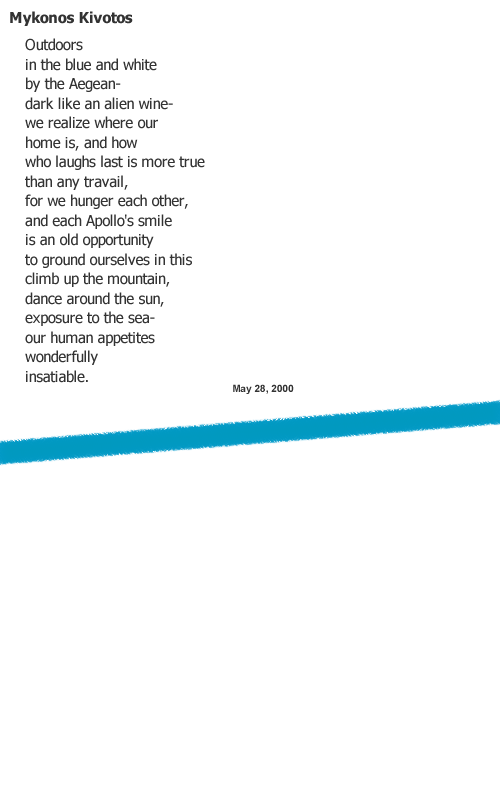 Mykonos Kivotos
Outdoors
in the blue and white
by the Aegean-
dark like an alien wine-
we realize where our
home is, and how
who laughs last is more true
than any travail,
for we hunger each other,
and each Apollo's smile
is an old opportunity
to ground ourselves in this
climb up the mountain,
dance around the sun,
exposure to the sea-
our human appetites
wonderfully
insatiable.
May 28, 2000